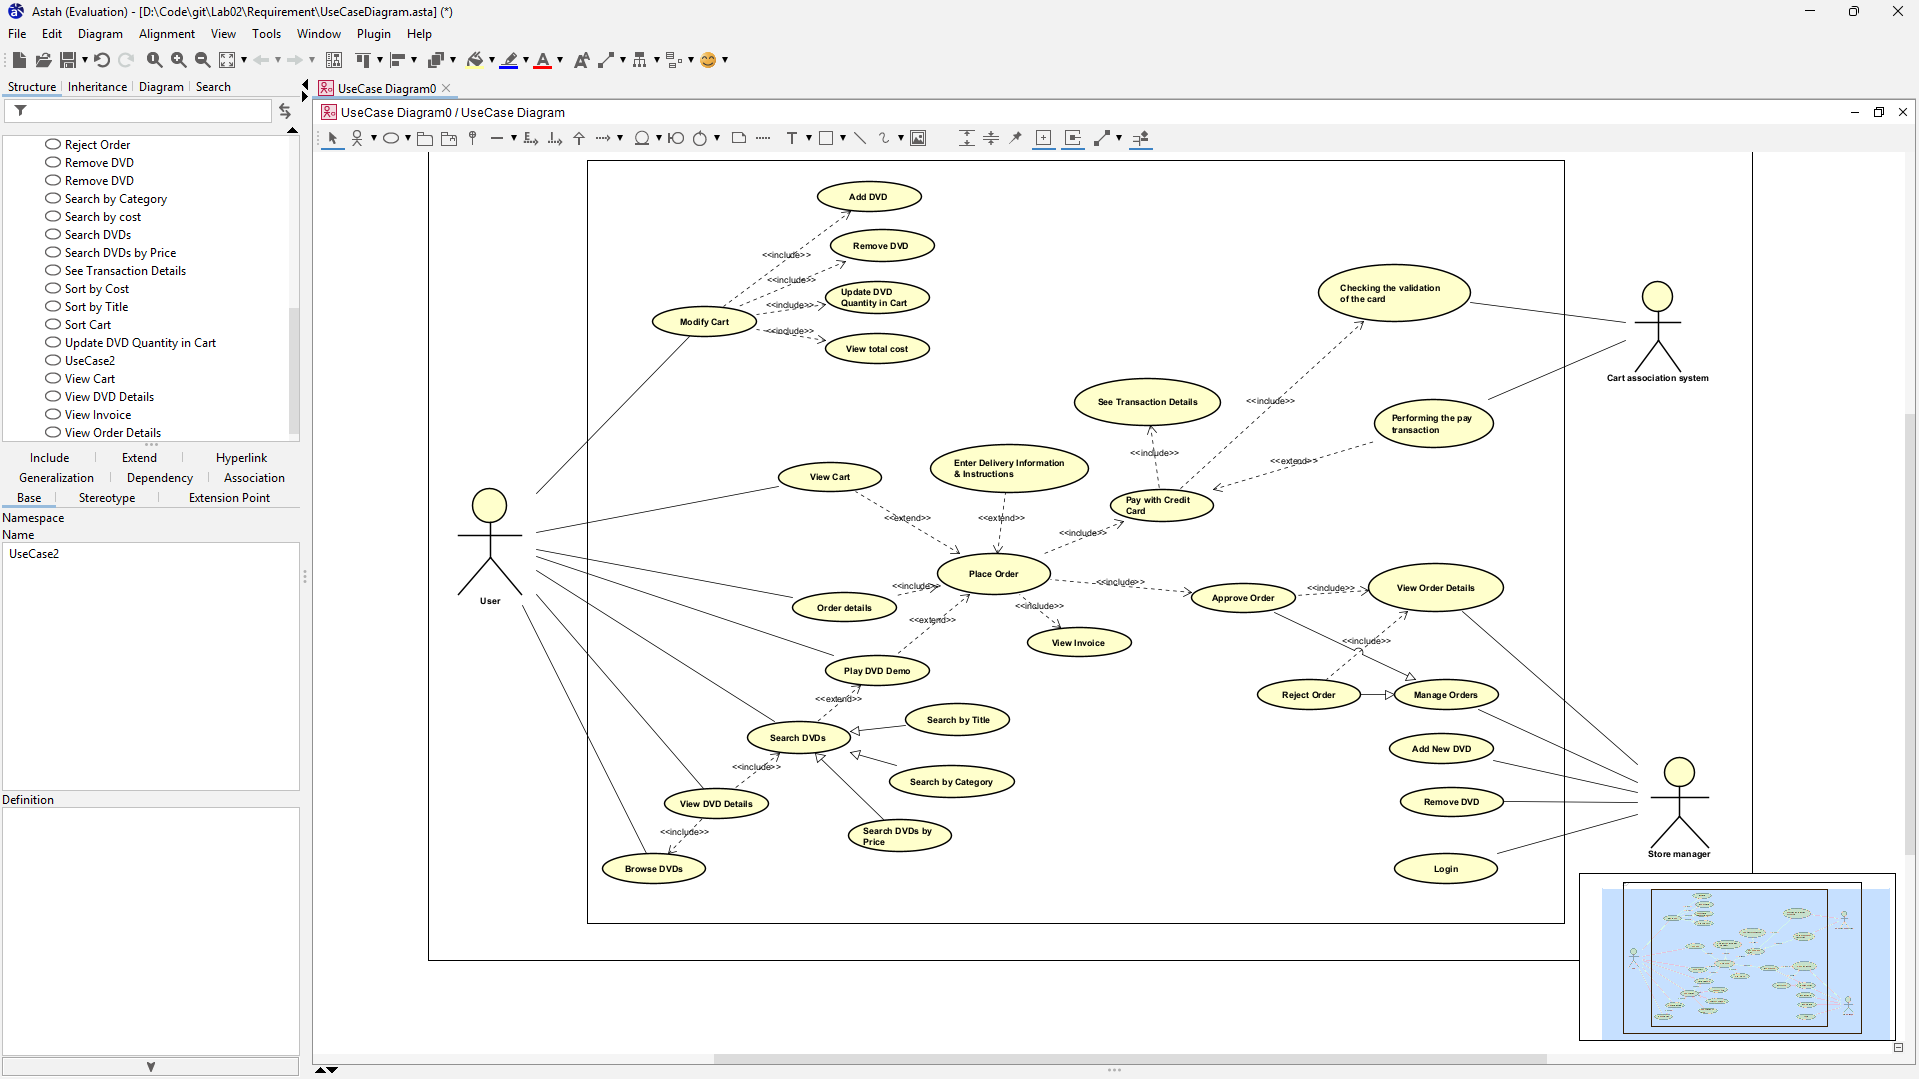 Astah (Evaluation) - [D:\Code\git\Lab02\Requirement\UseCaseDiagram.asta] (*)
File Edit Diagram Alignment View Tools Window Plugin Help
Structure Inheritance Diagram Search
UseCase Diagram0
UseCase Diagram0 / UseCase Diagram
Reject Order
Remove DVD
Remove DVD
Search by Category
Search by cost
Search DVDs
Search DVDs by Price
See Transaction Details
Sort by Cost
Sort by Title
Sort Cart
Update DVD Quantity in Cart
UseCase2
View Cart
View DVD Details
View Invoice
View Order Details
Include Extend Hyperlink
Generalization Dependency Association
Base Stereotype Extension Point
Namespace
Name
UseCase2
Definition
Add DVD
<<include>>
Remove DVD
<<include>>
Update DVD
Quantity in Cart
<<include>>
Modify Cart
<<include>>
View total cost
Checking the validation
of the card
Cart association system
See Transaction Details
<<include>>
Performing the pay
transaction
<<include>>
<<extend>>
Enter Delivery Information
& Instructions
View Cart
Pay with Credit
Card
<<extend>>
<<extend>>
<<include>>
User
Place Order
<<include>>
<<include>>
Approve Order
<<include>>
View Order Details
Order details
<<include>>
<<extend>>
View Invoice
<<include>>
Play DVD Demo
<<extend>>
Reject Order
Manage Orders
Search by Title
Search DVDs
Add New DVD
<<include>>
Search by Category
View DVD Details
Remove DVD
<<include>>
Search DVDs by
Price
Store manager
Browse DVDs
Login